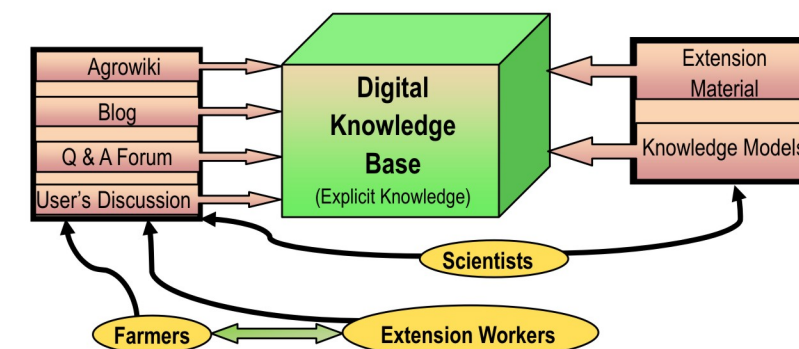 Agrowiki
Blog
Q & A Forum
User's Discussion
Digital
Knowledge
Base
(Explicit Knowledge)
Extension
Material
Knowledge Models
Scientists
Farmers
Extension Workers